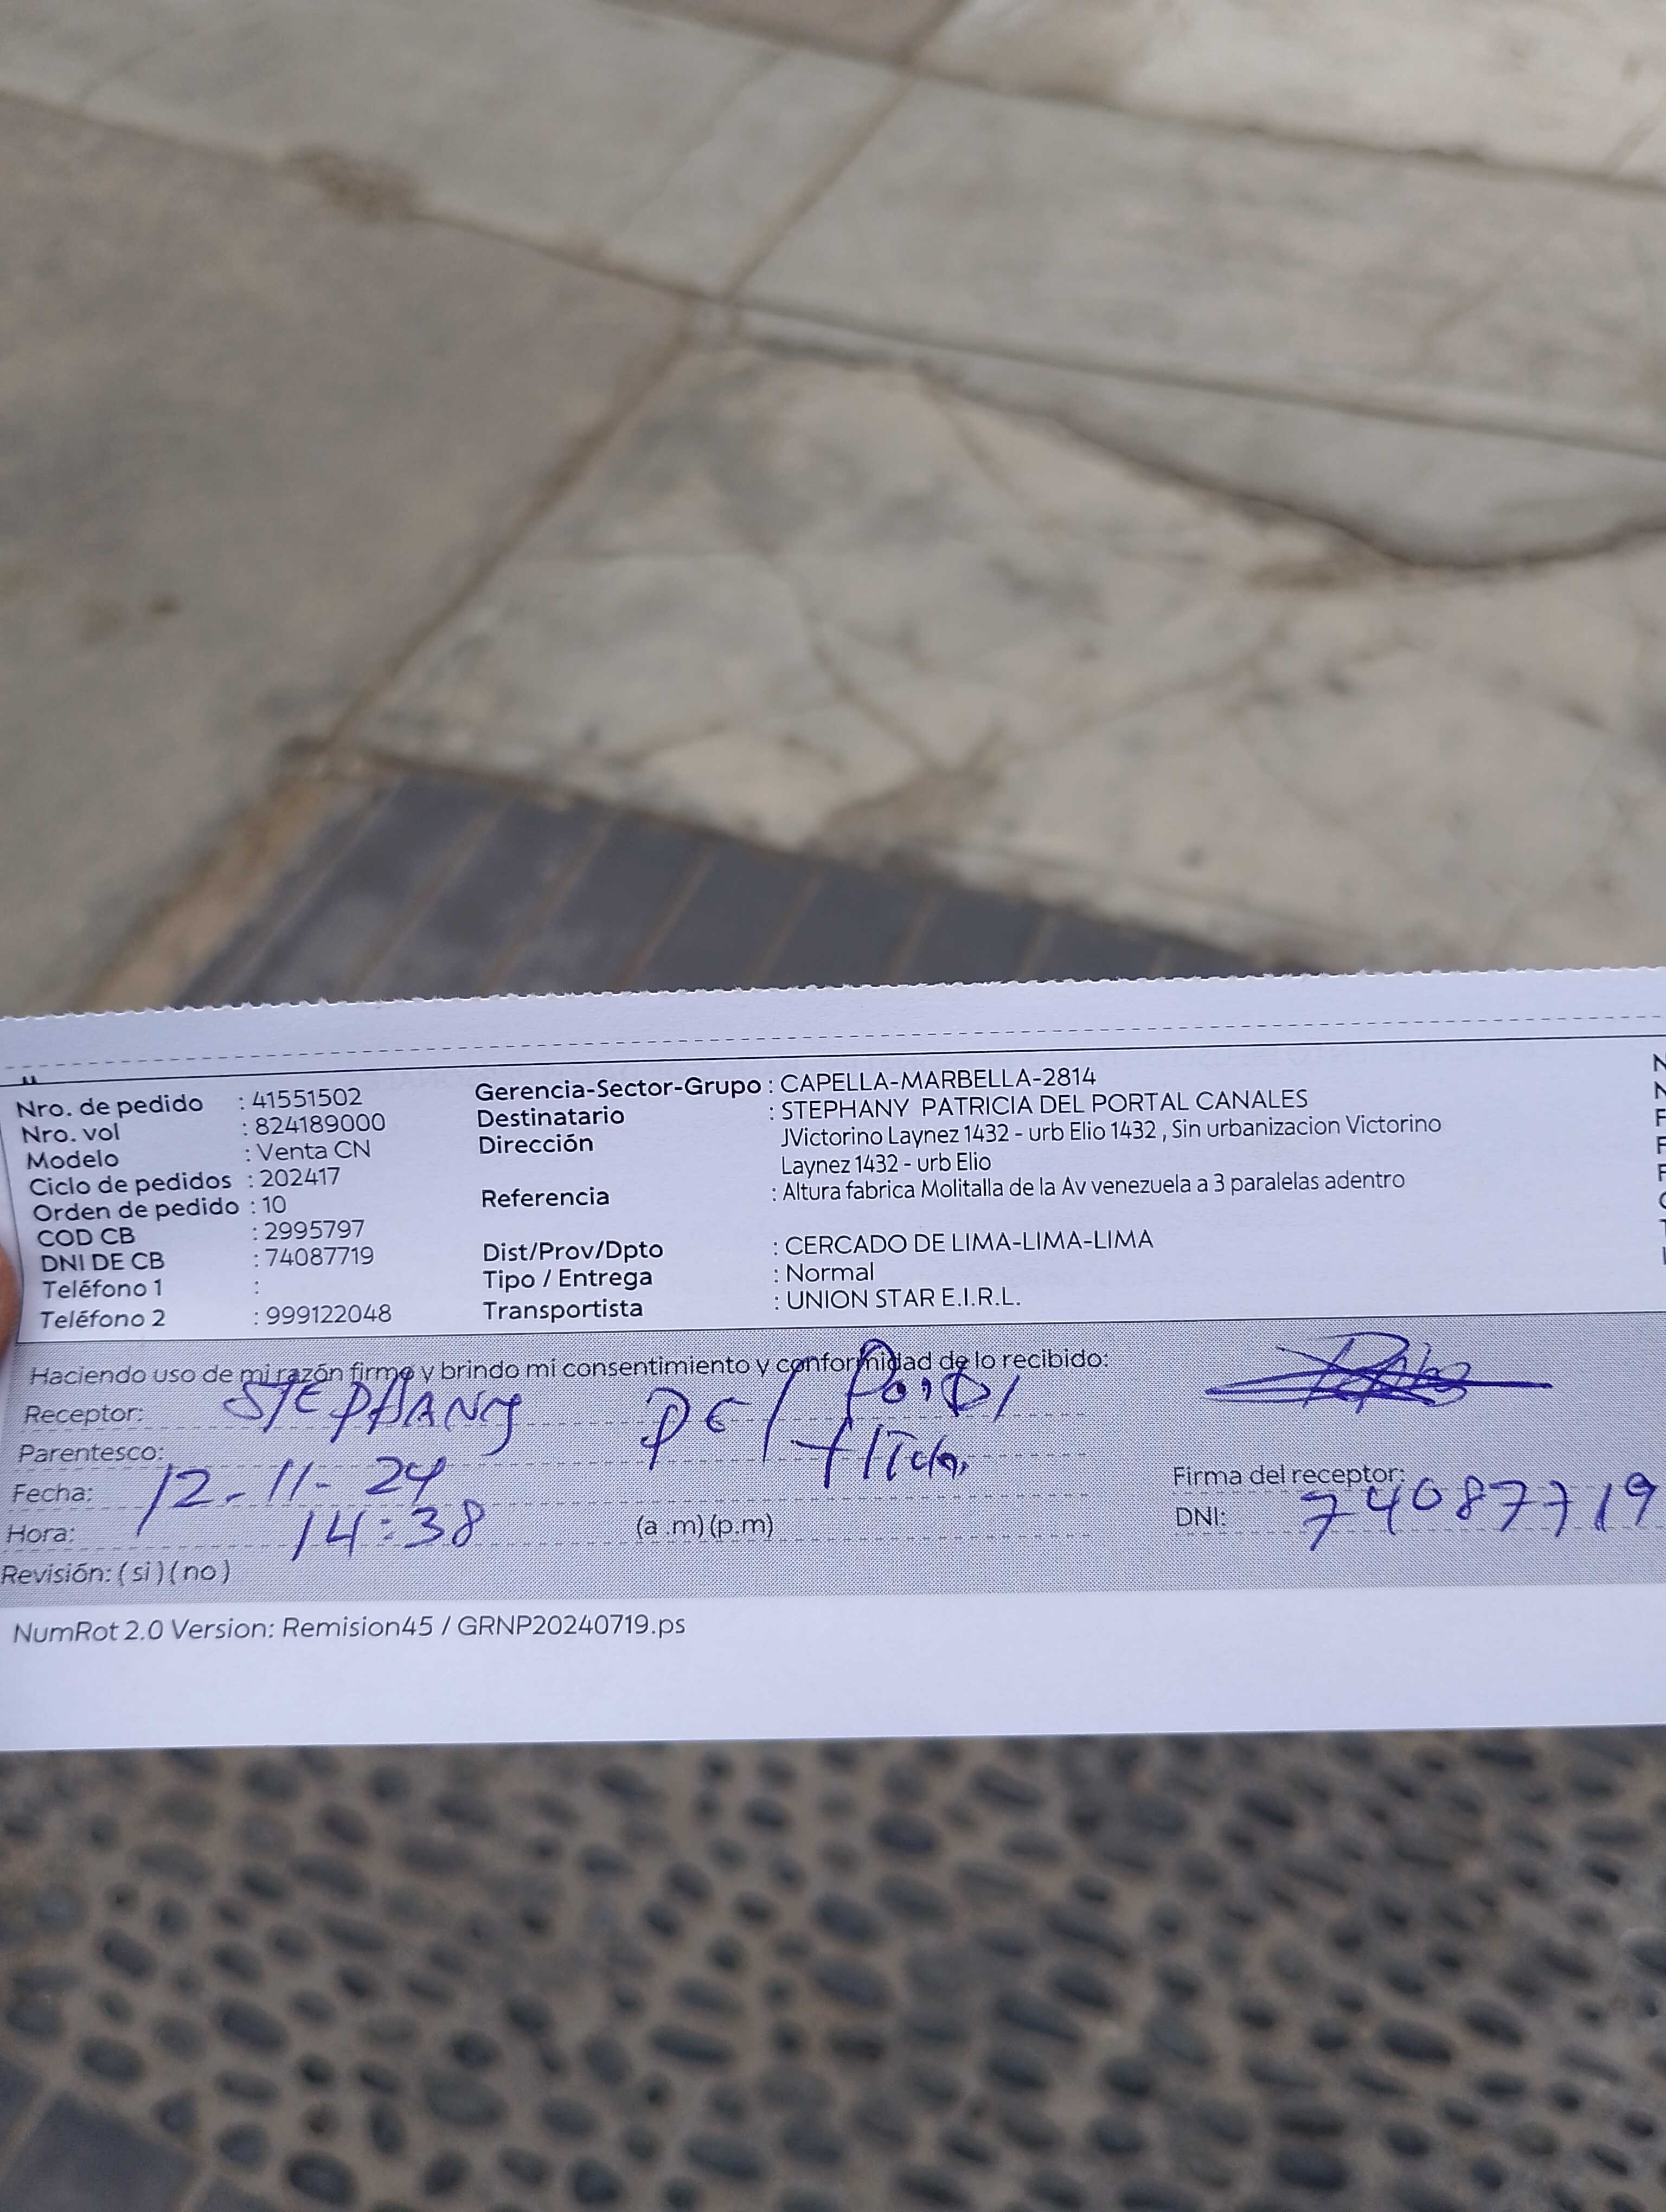 Nro. de pedido : 41551502
Nro. vol : 824189000
Modelo : Venta CN
Ciclo de pedidos : 202417
Orden de pedido : 10
COD CB : 2995797
DNI DE CB : 74087719
Teléfono 1 :
Teléfono 2 : 999122048
Gerencia-Sector-Grupo : CAPELLA-MARBELLA-2814
Destinatario : STEPHANY PATRICIA DEL PORTAL CANALES
Dirección JVictorino Laynez 1432 - urb Elio 1432 , Sin urbanizacion Victorino
Laynez 1432 - urb Elio
Referencia : Altura fabrica Molitalla de la Av venezuela a 3 paralelas adentro
Dist/Prov/Dpto : CERCADO DE LIMA-LIMA-LIMA
Tipo / Entrega : Normal
Transportista : UNION STAR E.I.R.L.
Haciendo uso de mi razón firmo y brindo mi consentimiento y conformidad de lo recibido:
Receptor: STEPHANY DEl
Parentesco:
Fecha: 12-11-24
Hora: 14:38 (a .m) (p.m)
Revisión: ( si ) ( no )
Firma del receptor:
DNI: 74087719
NumRot 2.0 Version: Remision45 / GRNP20240719.ps